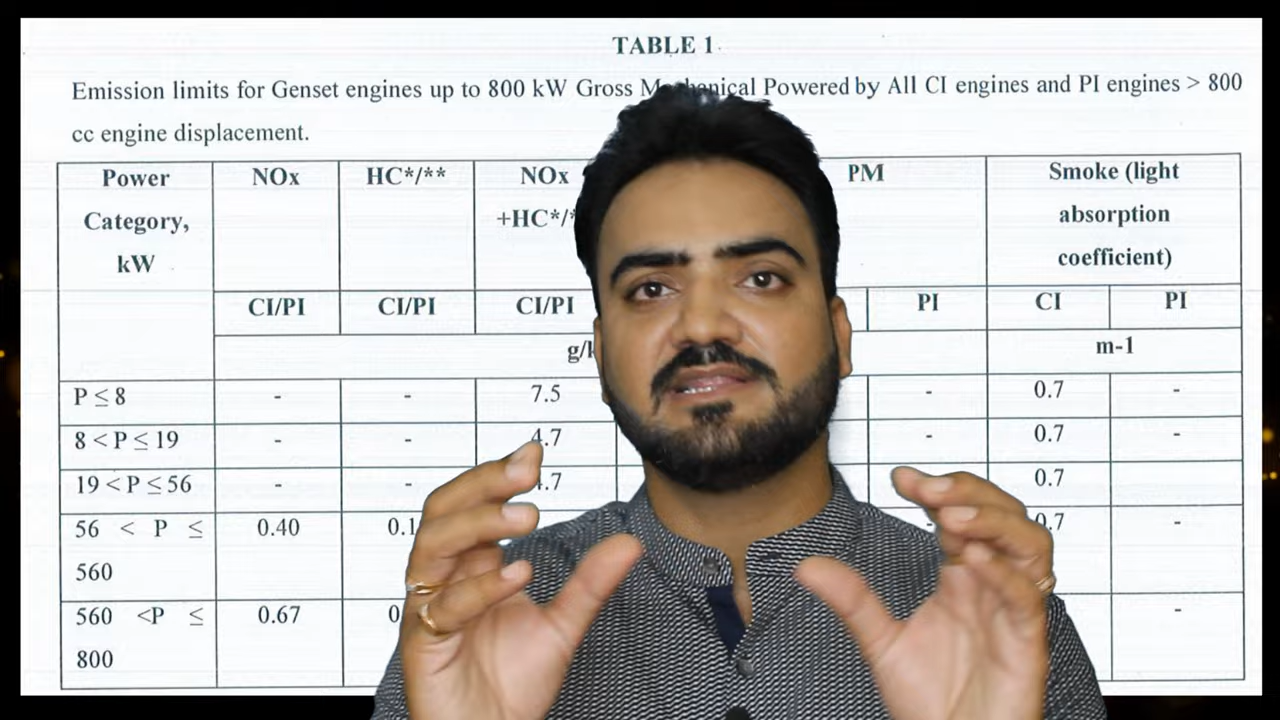 TABLE 1
Emission limits for Genset engines up to 800 kW Gross Mechanical Powered by All CI engines and PI engines > 800
cc engine displacement.
Power Category, kW
NOx
HC*/**
NOx +HC*/
PM
Smoke (light absorption coefficient)
CI/PI
CI/PI
CI/PI
PI
CI
PI
m-1
P ≤ 8 - - 7.5 - 0.7 -
8 < P ≤ 19 - - 4.7 - 0.7 -
19 < P ≤ 56 - - 0.7 -
56 < P ≤ 560 0.40 0.7 -
560 <P ≤ 800 0.67 -